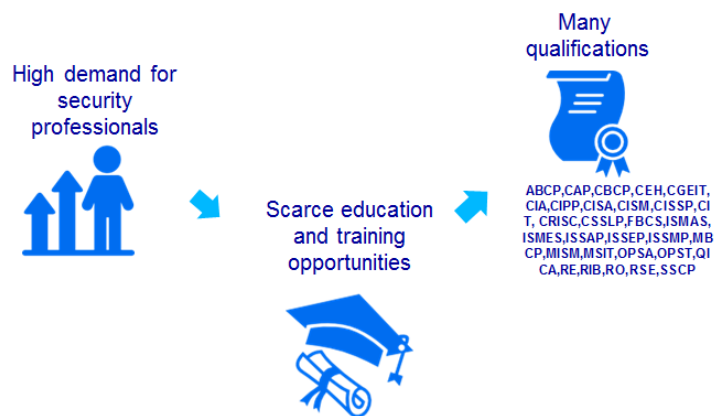 High demand for
security
professionals
Scarce education
and training
opportunities
Many
qualifications
ABCP,CAP,CBCP,CEH,CGEIT,
CIA,CIPP,CISA,CISM,CISSP,CI
T, CRISC,CSSLP,FBCS,ISMAS,
ISMES,ISSAP,ISSEP,ISSMP,MB
CP,MISM,MSIT,OPSA,OPST,QI
CA,RE,RIB,RO,RSE,SSCP